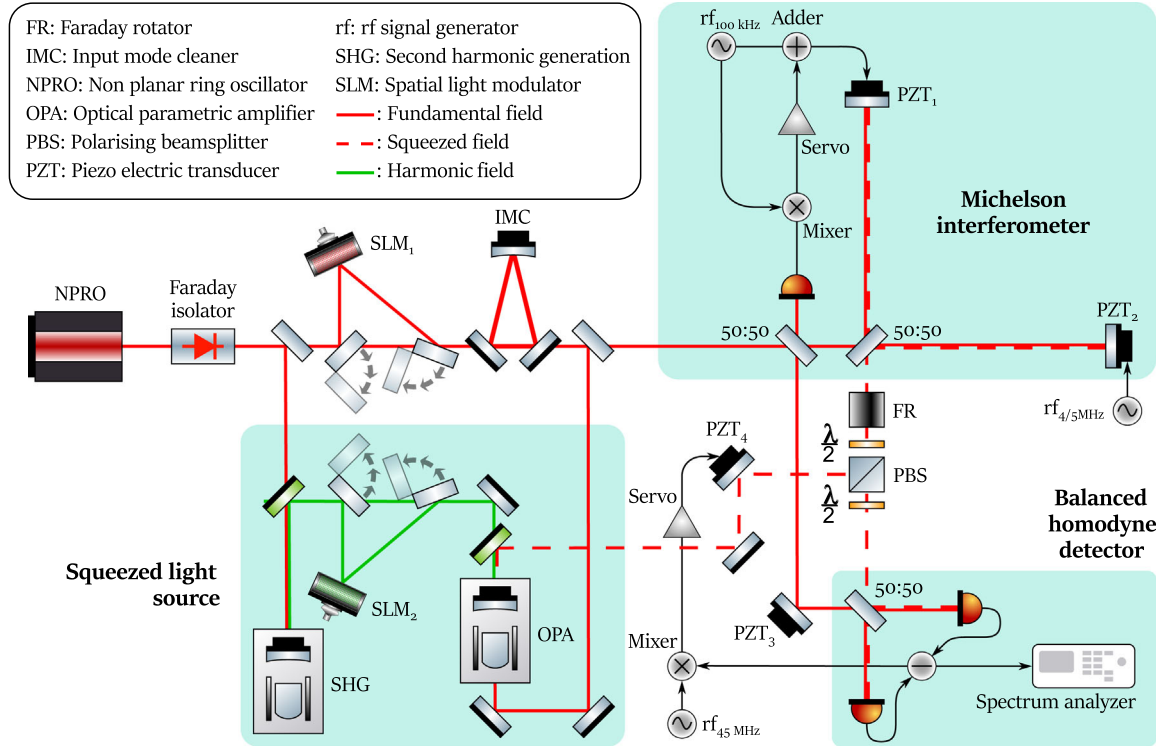 FR: Faraday rotator
IMC: Input mode cleaner
NPRO: Non planar ring oscillator
OPA: Optical parametric amplifier
PBS: Polarising beamsplitter
PZT: Piezo electric transducer
rf: rf signal generator
SHG: Second harmonic generation
SLM: Spatial light modulator
: Fundamental field
: Squeezed field
: Harmonic field
rf100 kHz
Adder
PZT1
Servo
Mixer
Michelson
interferometer
IMC
SLM1
NPRO
Faraday
isolator
50:50
50:50
PZT2
rf4/5MHz
FR
λ/2
PBS
λ/2
PZT4
Servo
Balanced
homodyne
detector
Squeezed light
source
SLM2
OPA
SHG
50:50
PZT3
Mixer
rf45 MHz
Spectrum analyzer